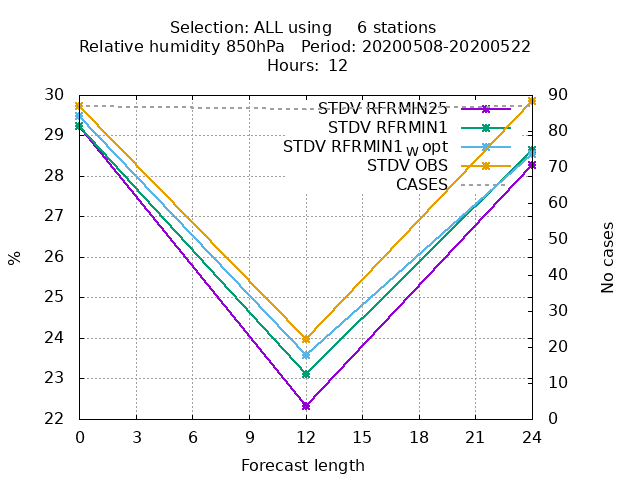 Selection: ALL using     6 stations
Relative humidity 850hPa   Period: 20200508-20200522
Hours:  12
30
29
28
27
26
25
24
23
22
%
90
80
70
60
50
40
30
20
10
0
No cases
STDV RFRMIN25
STDV RFRMIN1
STDV RFRMIN1 w opt
STDV OBS
CASES
0 3 6 9 12 15 18 21 24
Forecast length